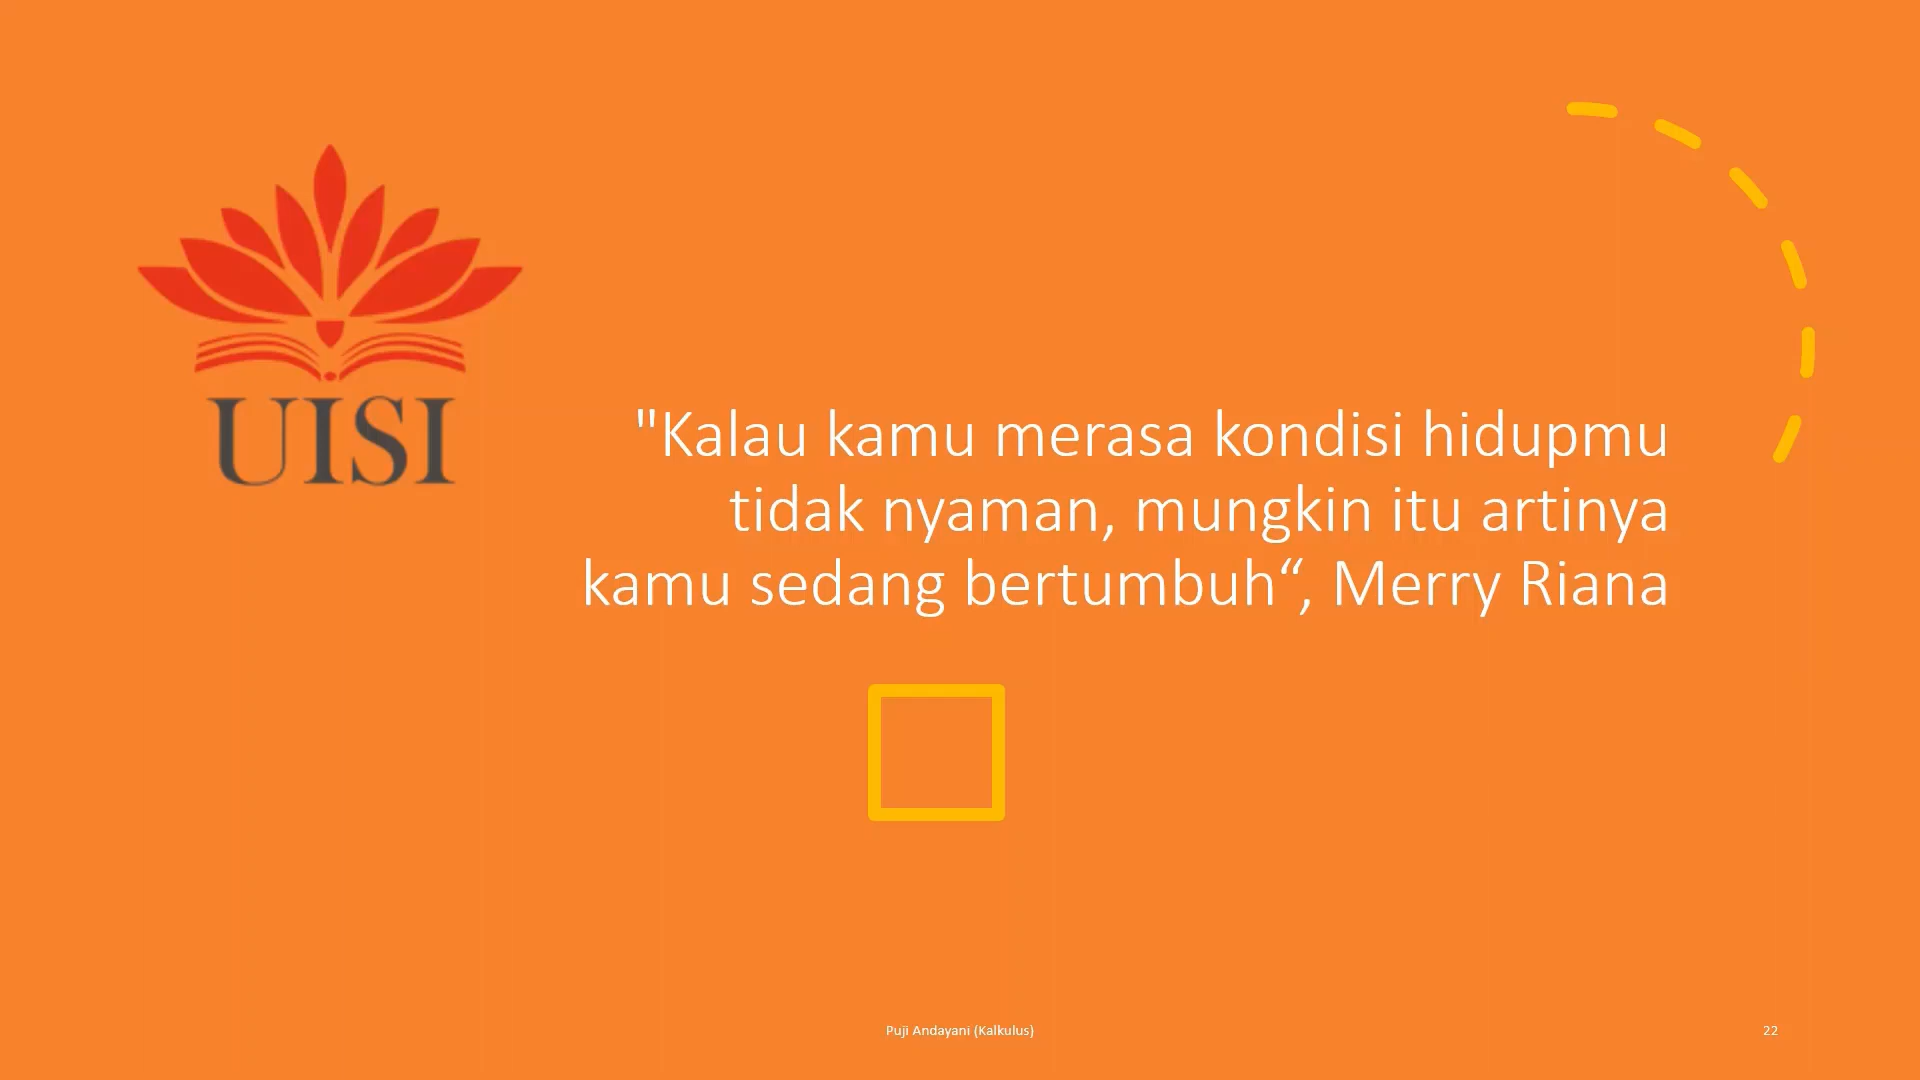 UISI
"Kalau kamu merasa kondisi hidupmu
tidak nyaman, mungkin itu artinya
kamu sedang bertumbuh“, Merry Riana
Puji Andayani (Kalkulus)
22